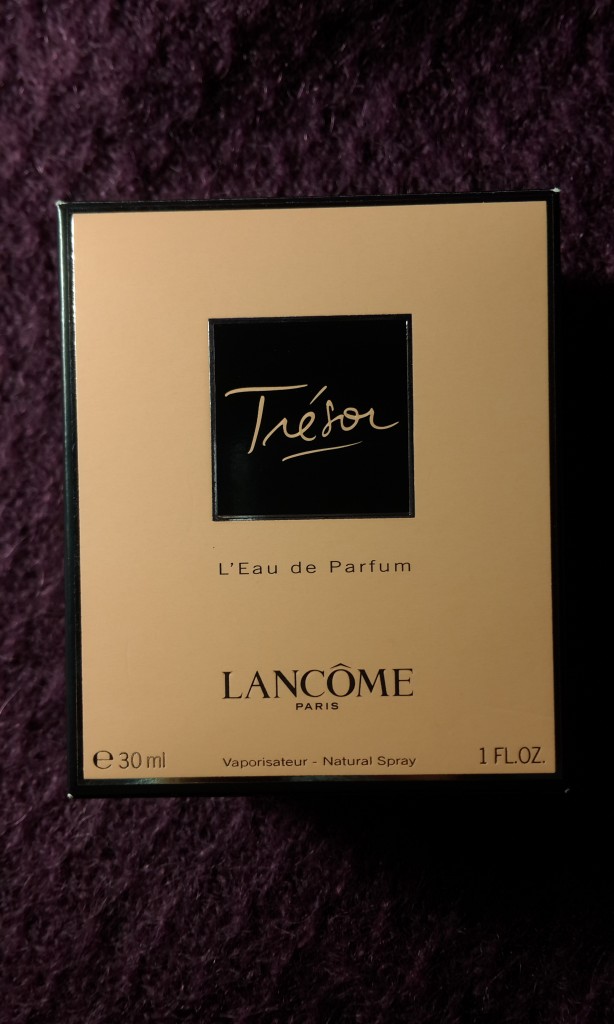 Trésor
L'Eau de Parfum
LANCÔME
PARIS
℮ 30 ml
Vaporisateur - Natural Spray
1 FL.OZ.